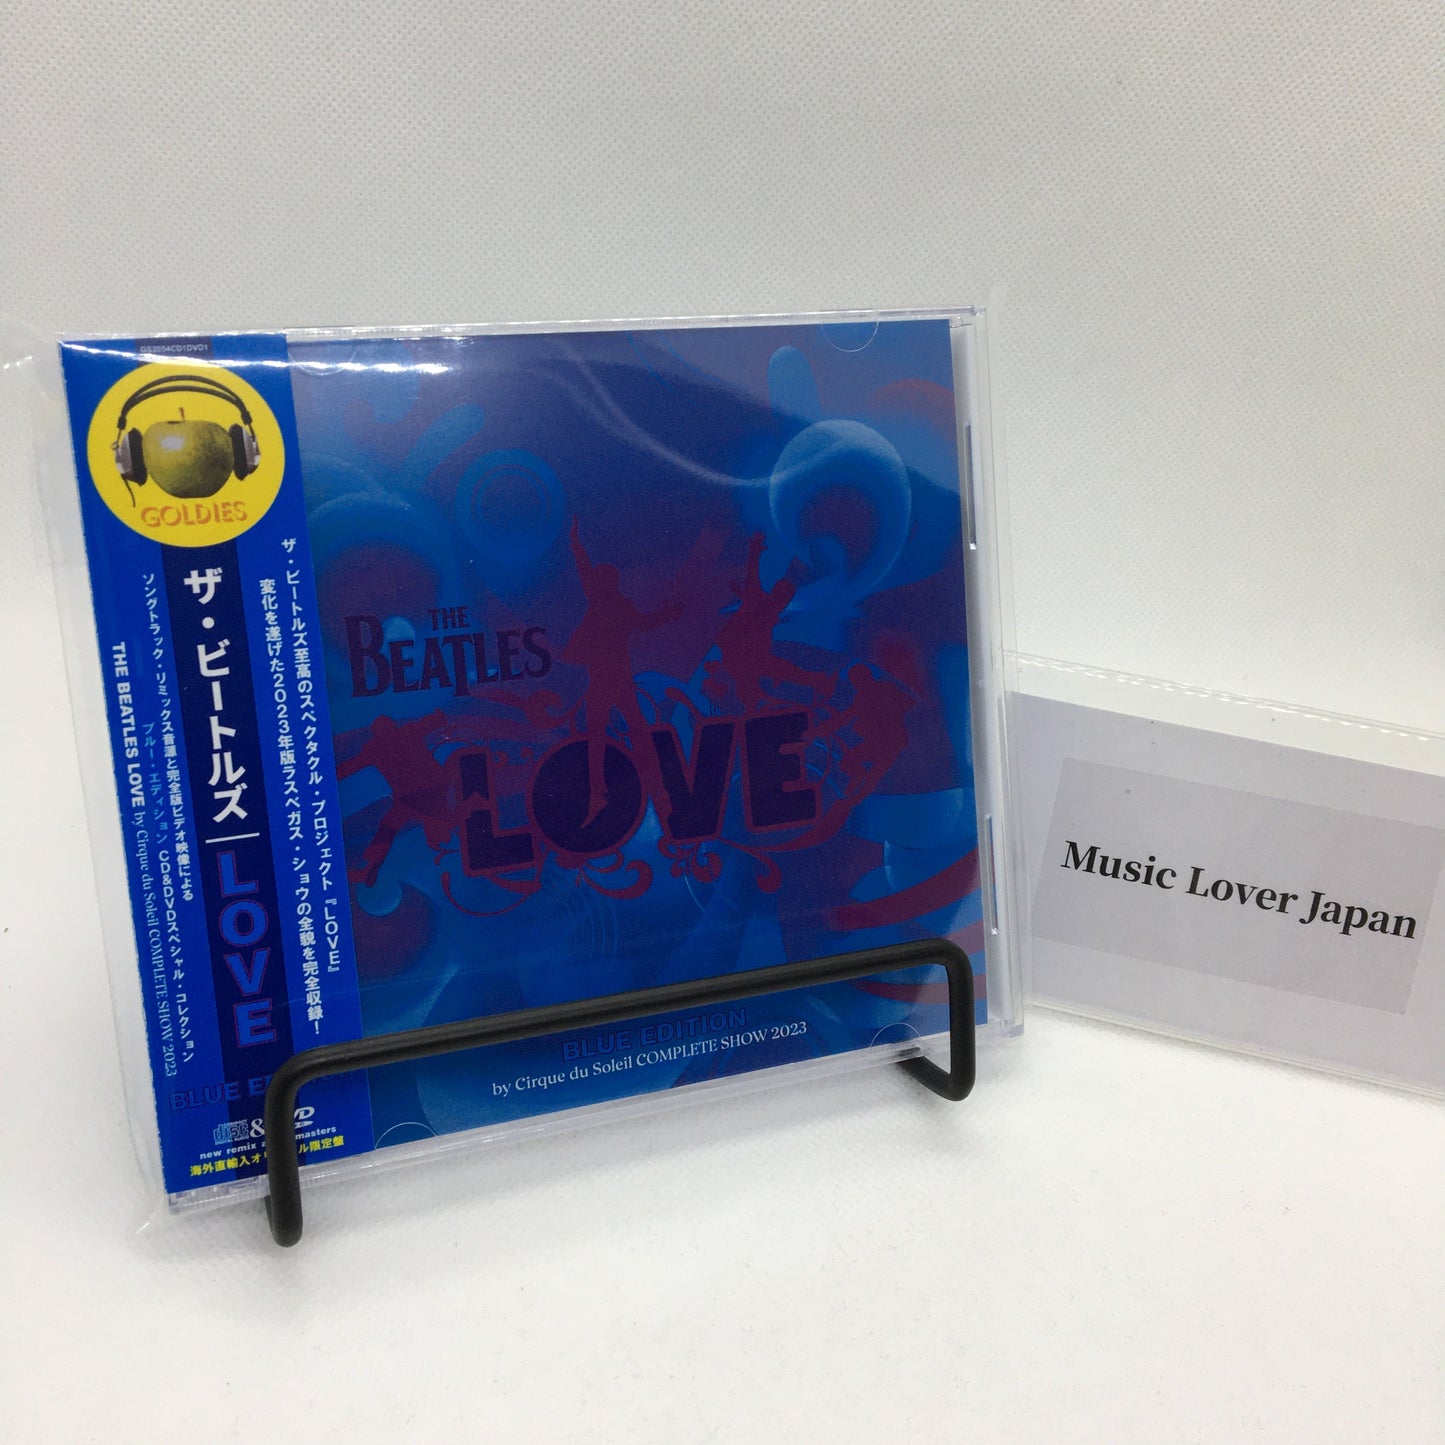 GS2054CD1DVD1
GOLDIES
ザ・ビートルズ至高のスペクタクル・プロジェクト『LOVE』
変化を遂げた2023年版ラスベガス・ショウの全貌を完全収録！
ザ・ビートルズ | LOVE
BLUE
ソングトラック・リミックス音源と完全版ビデオ映像による
ブルー・エディション CD&DVDスペシャル・コレクション
THE BEATLES LOVE by Cirque du Soleil COMPLETE SHOW 2023
COMPACT
disc &
new remix
masters
海外直輸入オ
ル限定盤
THE
BEATLES
LOVE
BLUE EDITION
by Cirque du Soleil COMPLETE SHOW 2023
Music Lover Japan